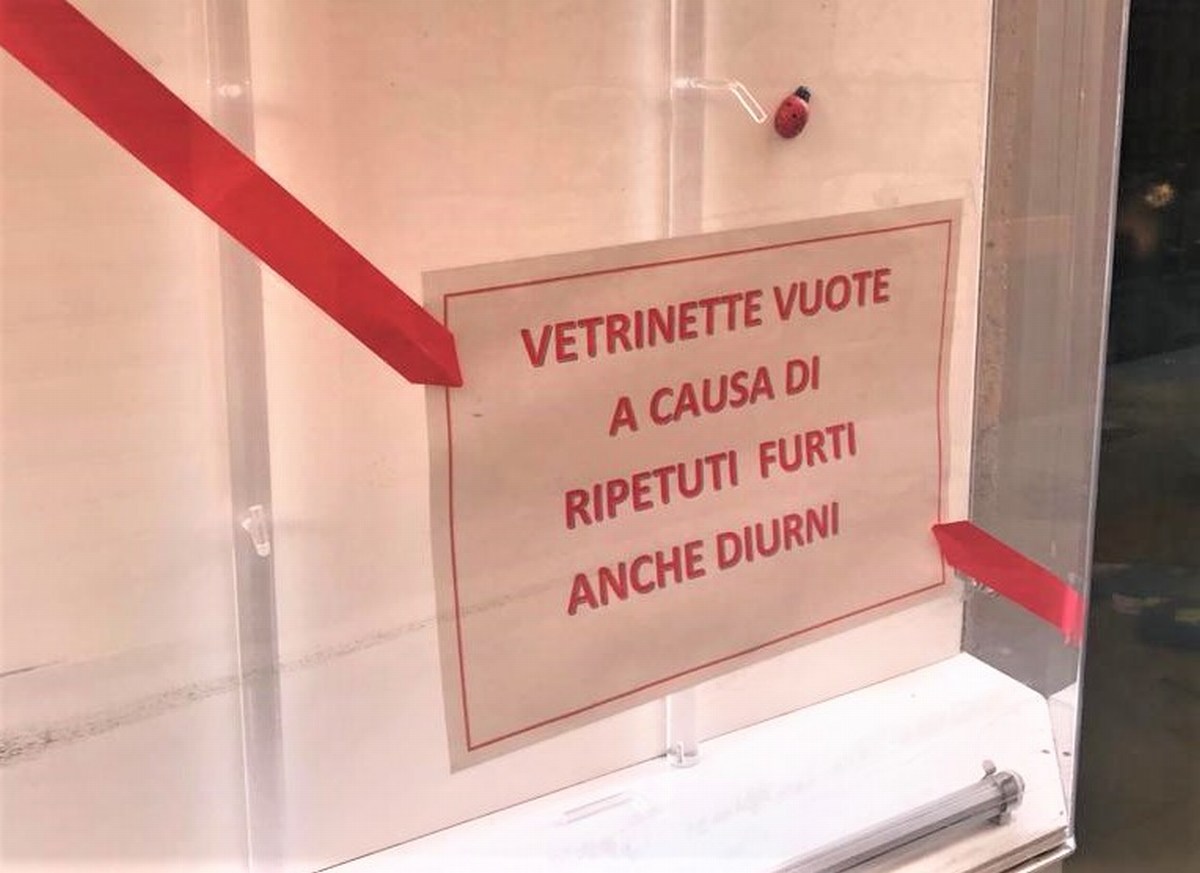 VETRINETTE VUOTE
A CAUSA DI
RIPETUTI FURTI
ANCHE DIURNI